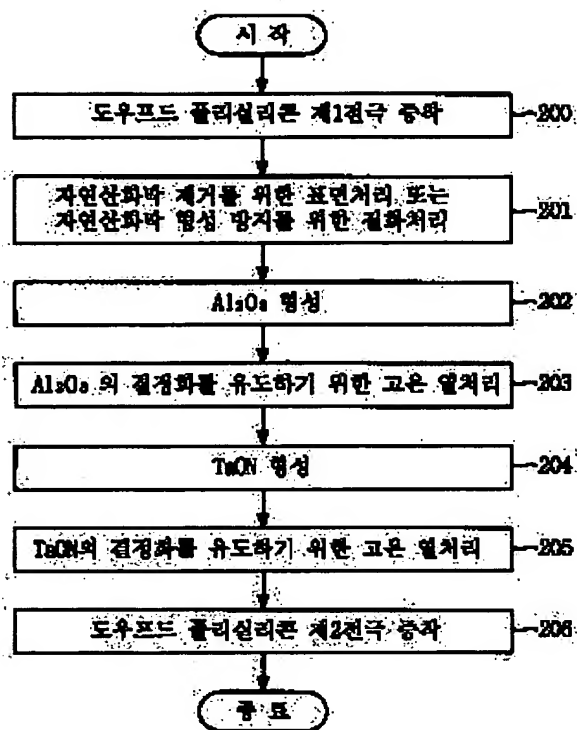 시 작
도우프드 폴리실리콘 제1전극 증착
200
자연산화막 제거를 위한 표면처리 또는
자연산화막 형성 방지를 위한 질화처리
201
Al₂O₃ 형성
202
Al₂O₃ 의 결정화를 유도하기 위한 고온 열처리
203
TaON 형성
204
TaON의 결정화를 유도하기 위한 고온 열처리
205
도우프드 폴리실리콘 제2전극 증착
206
종 료